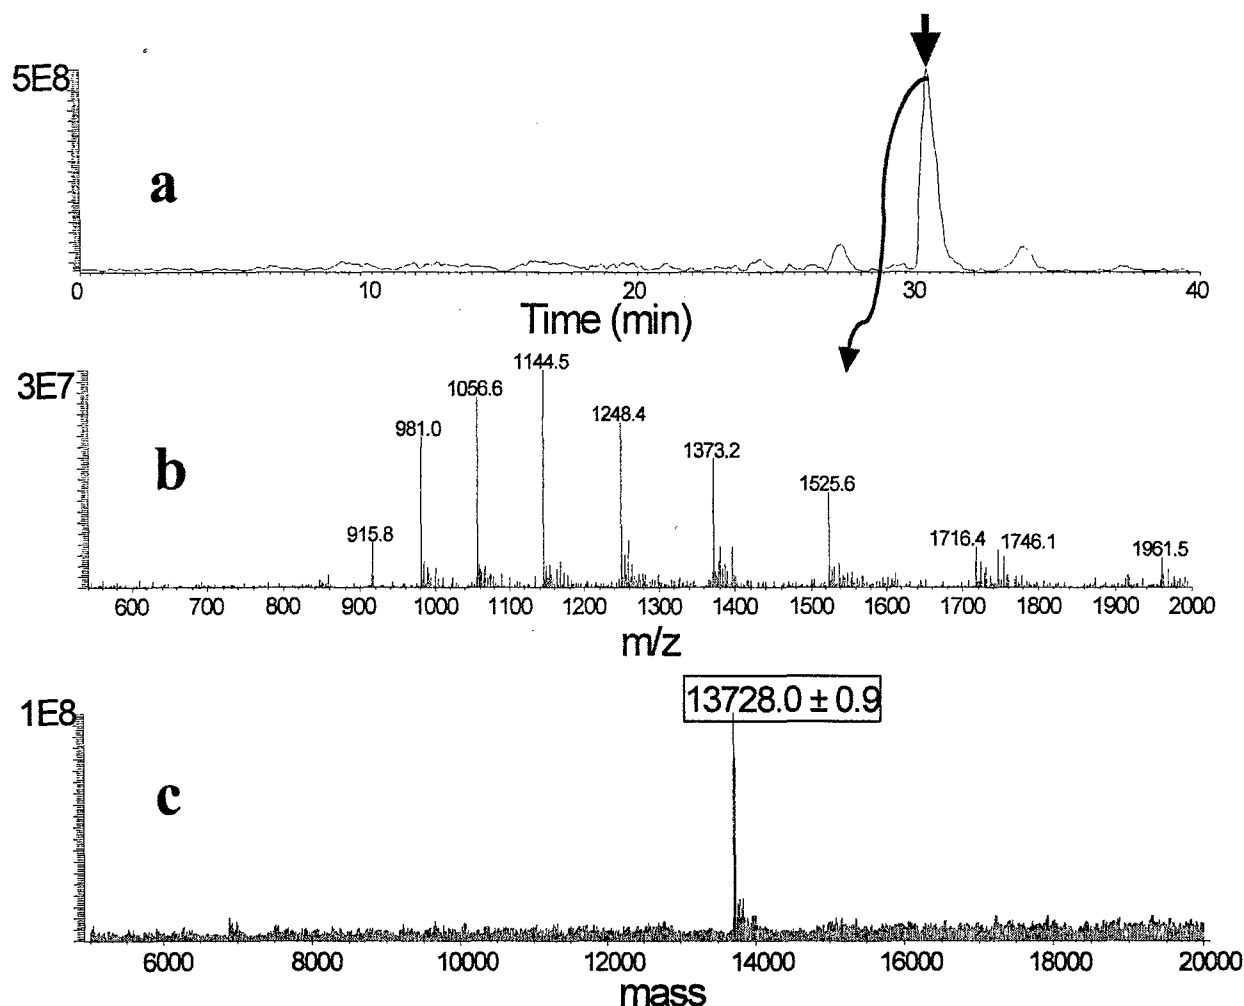 5E8
a
0 10 20 30 40
Time (min)
3E7
b
915.8 981.0 1056.6 1144.5 1248.4 1373.2 1525.6 1716.4 1746.1 1961.5
600 700 800 900 1000 1100 1200 1300 1400 1500 1600 1700 1800 1900 2000
m/z
13728.0 ± 0.9
1E8
c
6000 8000 10000 12000 14000 16000 18000 20000
mass